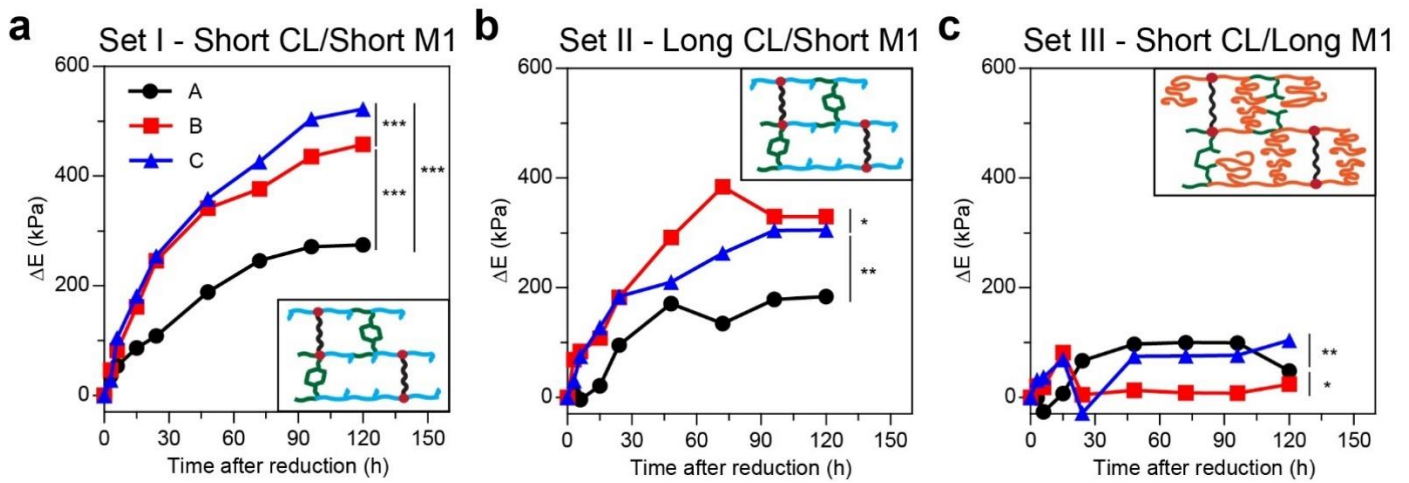 a Set I - Short CL/Short M1
600
400
200
0
ΔE (kPa)
A
B
C
***
***
***
0 30 60 90 120 150
Time after reduction (h)
b Set II - Long CL/Short M1
600
400
200
0
ΔE (kPa)
*
**
0 30 60 90 120 150
Time after reduction (h)
c Set III - Short CL/Long M1
600
400
200
0
ΔE (kPa)
**
*
0 30 60 90 120 150
Time after reduction (h)